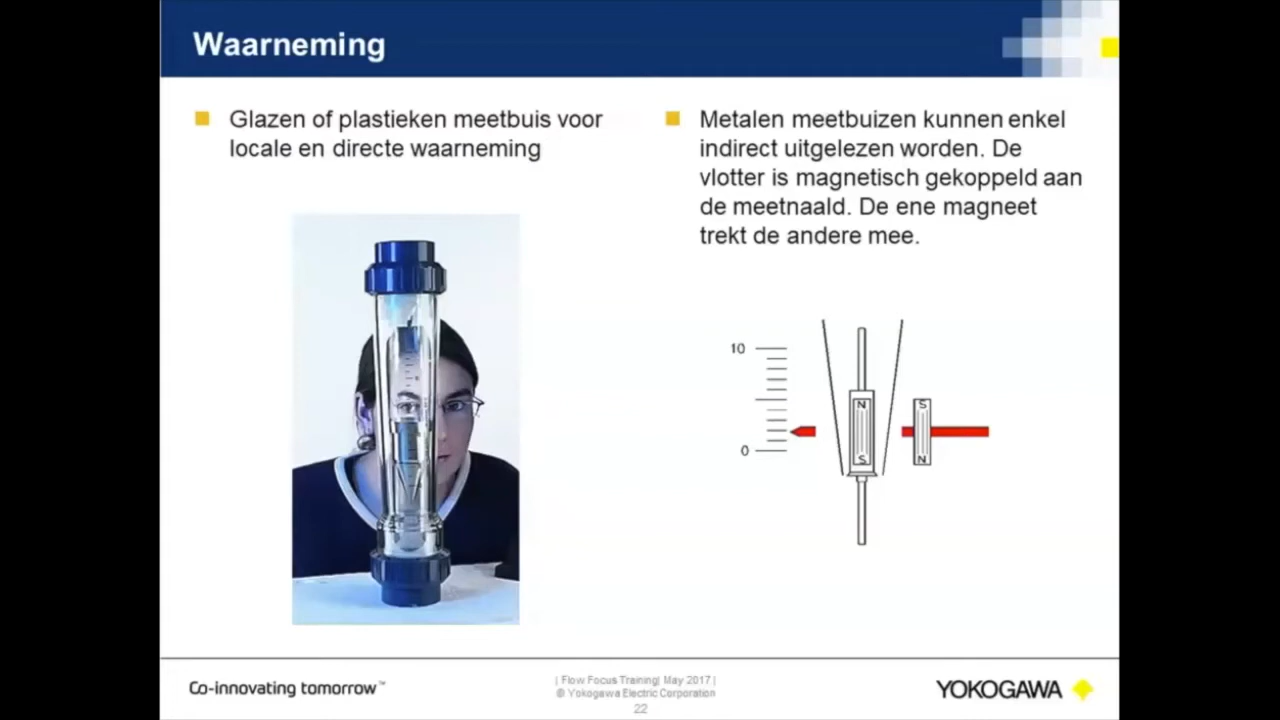 Waarneming
Glazen of plastieken meetbuis voor
locale en directe waarneming
Metalen meetbuizen kunnen enkel
indirect uitgelezen worden. De
vlotter is magnetisch gekoppeld aan
de meetnaald. De ene magneet
trekt de andere mee.
10
0
N
S
S
N
Co-innovating tomorrow™
| Flow Focus Training| May 2017 |
© Yokogawa Electric Corporation
22
YOKOGAWA